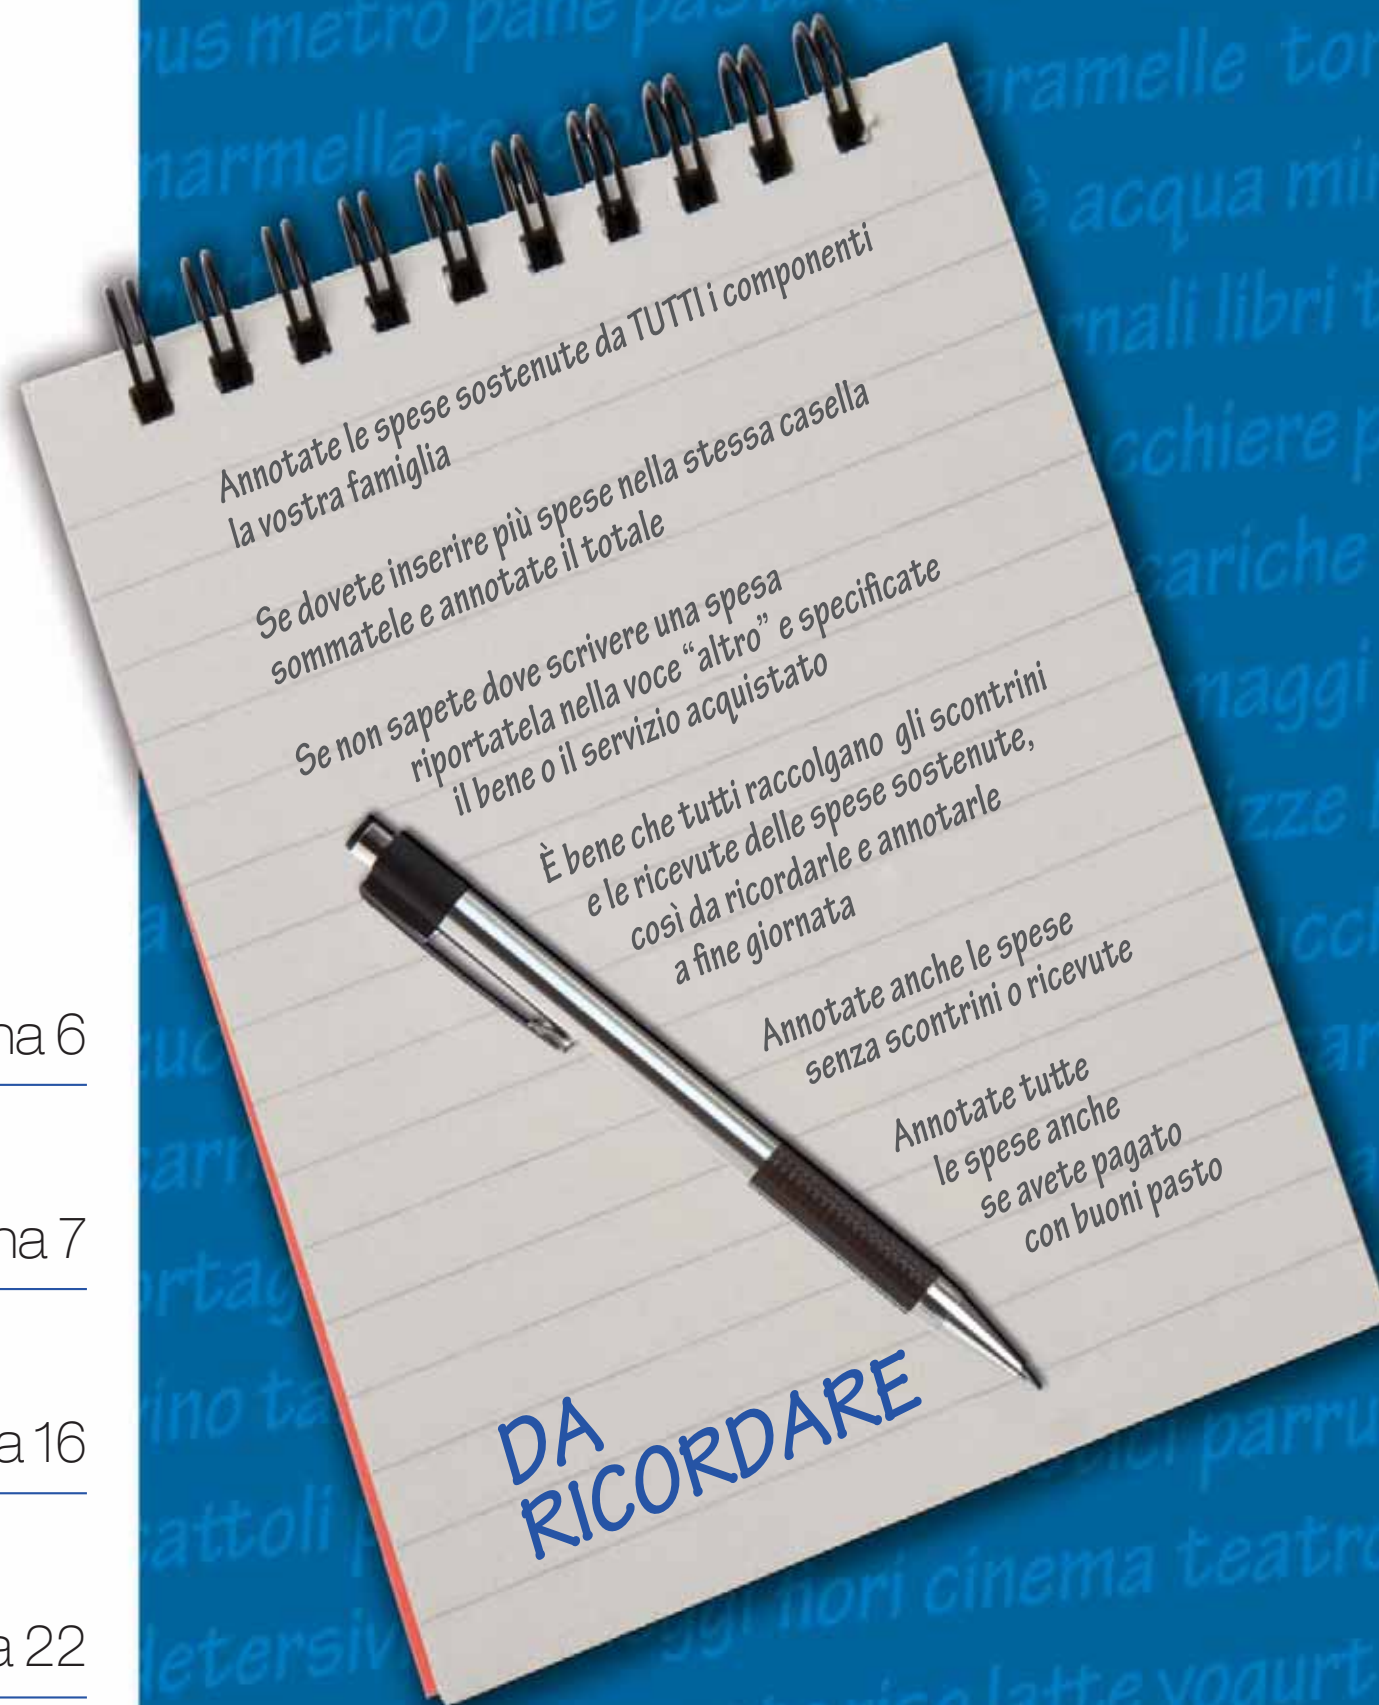 Annotate le spese sostenute da TUTTI i componenti
la vostra famiglia
Se dovete inserire più spese nella stessa casella
sommatele e annotate il totale
Se non sapete dove scrivere una spesa
riportatela nella voce “altro” e specificate
il bene o il servizio acquistato
È bene che tutti raccolgano gli scontrini
e le ricevute delle spese sostenute,
così da ricordarle e annotarle
a fine giornata
Annotate anche le spese
senza scontrini o ricevute
Annotate tutte
le spese anche
se avete pagato
con buoni pasto
DA
RICORDARE
6
7
16
22
metro pane
acqua
libri
cinema teatro
latte yogurt